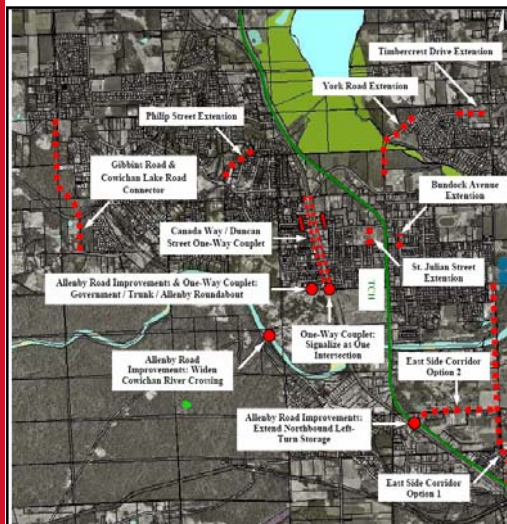 Timbercrest Drive Extension
York Road Extension
Philip Street Extension
Gibbins Road &
Cowichan Lake Road
Connector
Bundock Avenue
Extension
Canada Way / Duncan
Street One-Way Couplet
St. Julian Street
Extension
Allenby Road Improvements & One-Way Couplet:
Government / Trunk / Allenby Roundabout
TCH
One-Way Couplet:
Signalize as One
Intersection
Allenby Road
Improvements: Widen
Cowichan River Crossing
East Side Corridor
Option 2
Allenby Road Improvements:
Extend Northbound Left-
Turn Storage
East Side Corridor
Option 1